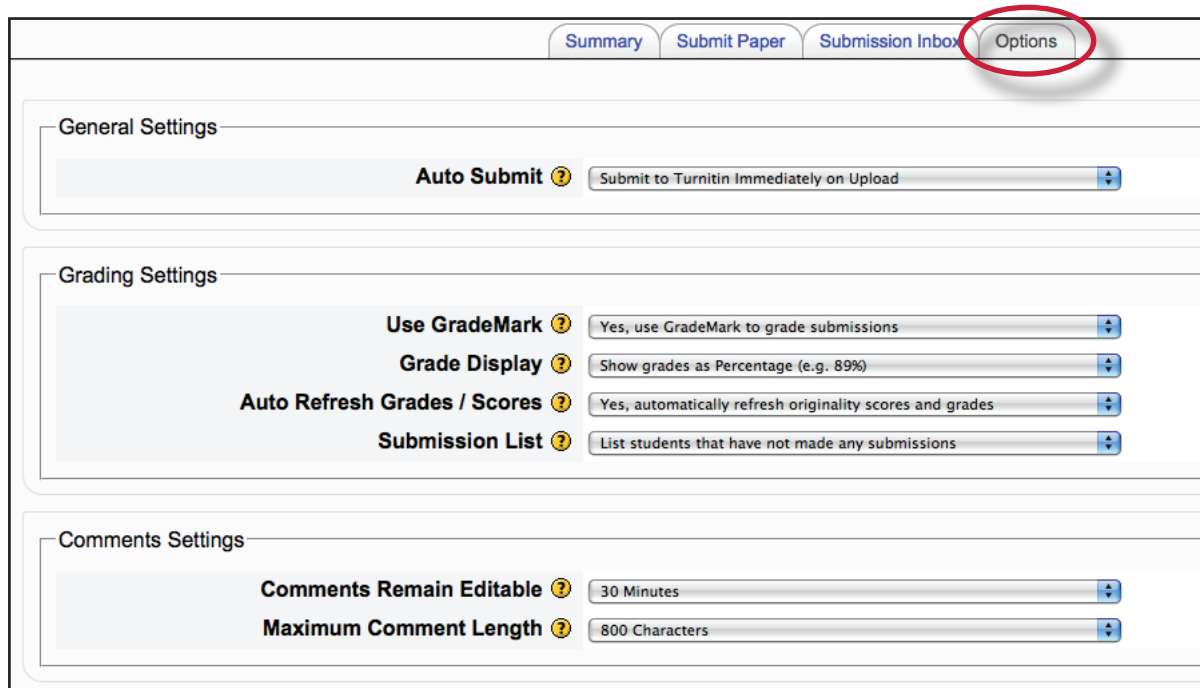 Summary Submit Paper Submission Inbox Options
General Settings
Auto Submit ? Submit to Turnitin Immediately on Upload
Grading Settings
Use GradeMark ? Yes, use GradeMark to grade submissions
Grade Display ? Show grades as Percentage (e.g. 89%)
Auto Refresh Grades / Scores ? Yes, automatically refresh originality scores and grades
Submission List ? List students that have not made any submissions
Comments Settings
Comments Remain Editable ? 30 Minutes
Maximum Comment Length ? 800 Characters